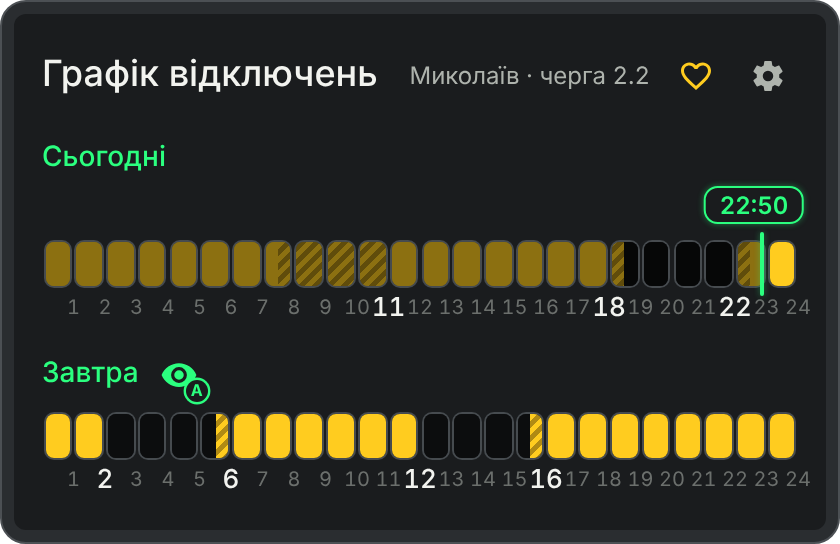 Графік відключень Миколаїв · черга 2.2
Сьогодні
22:50
1 2 3 4 5 6 7 8 9 10 11 12 13 14 15 16 17 18 19 20 21 22 23 24
Завтра A
1 2 3 4 5 6 7 8 9 10 11 12 13 14 15 16 17 18 19 20 21 22 23 24